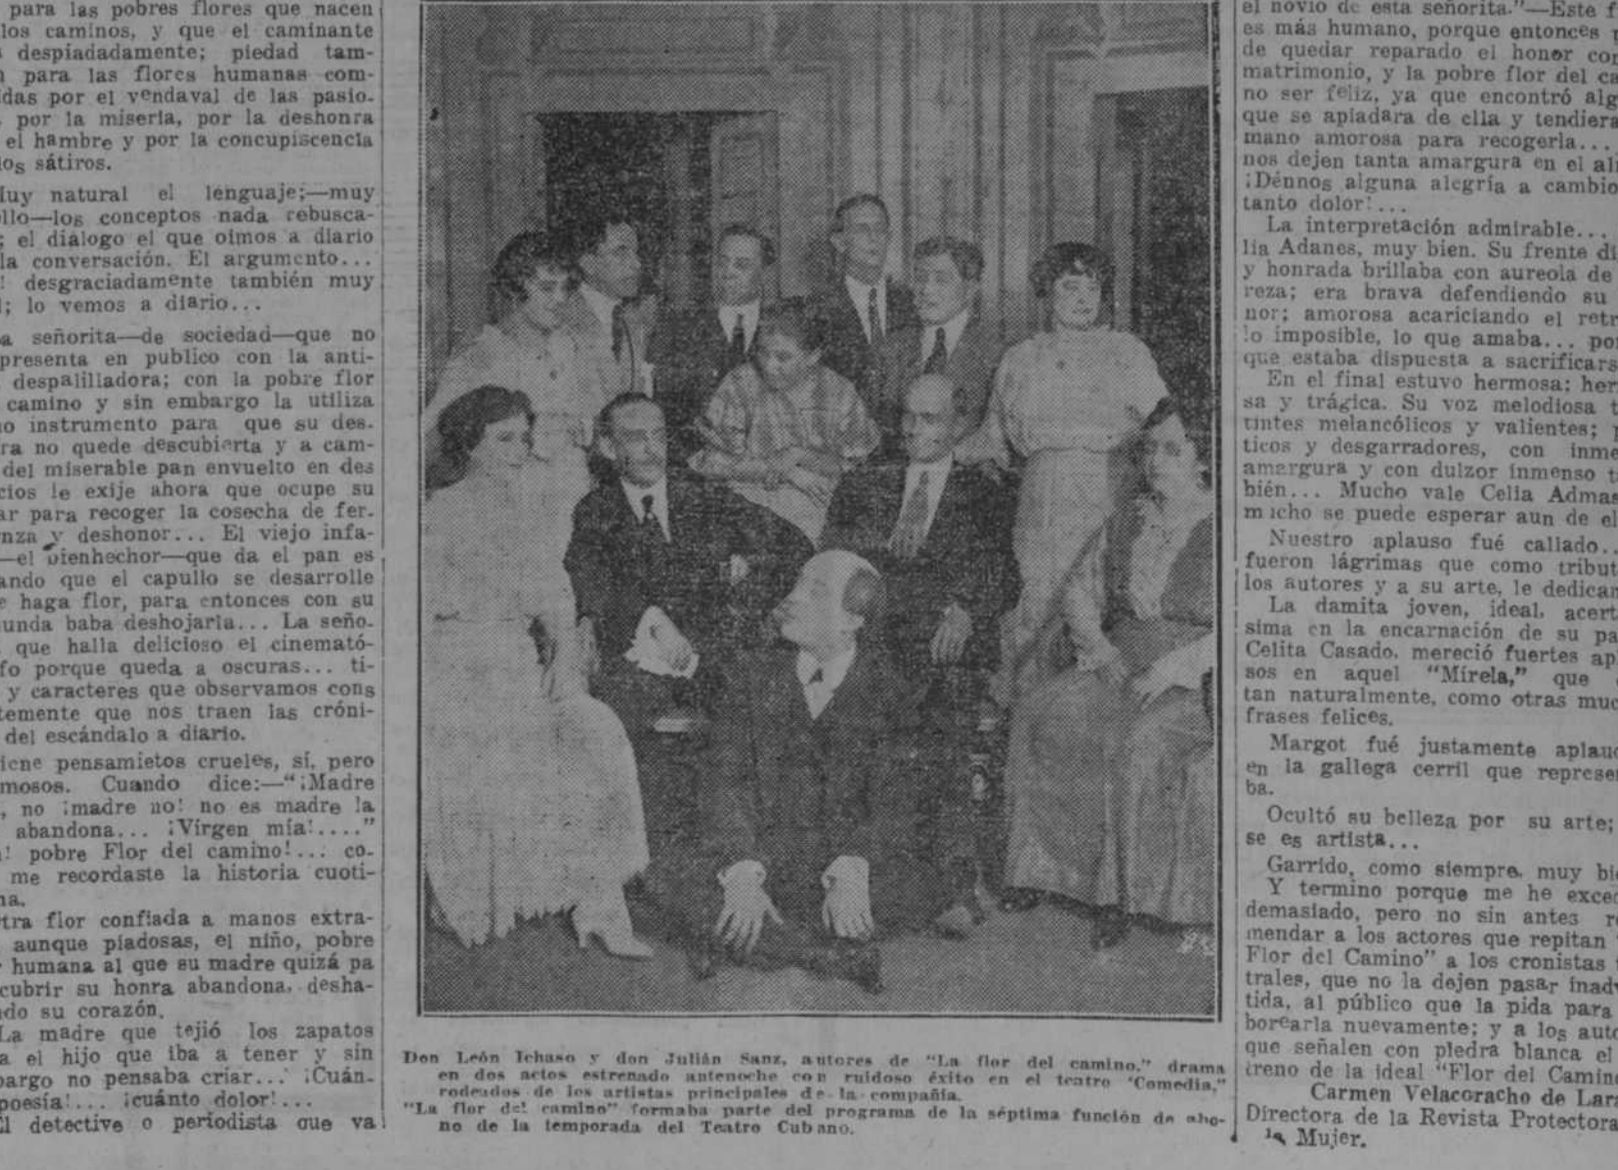 para las pobres flores que nacen
los caminos, y que el caminante
despiadadamente; piedad tam-
para las flores humanas com-
idas por el vendaval de las pasio-
por la miseria, por la deshonra
el hambre y por la concupiscencia
los sátiros.
Muy natural el lenguaje;—muy
ello—los conceptos nada rebusca-
; el dialogo el que oimos a diario
la conversación. El argumento...
! desgraciadamente también muy
l; lo vemos a diario...
a señorita—de sociedad—que no
presenta en publico con la anti-
despalilladora; con la pobre flor
camino y sin embargo la utiliza
no instrumento para que su des-
ra no quede descubierta y a cam-
del miserable pan envuelto en des
cios le exije ahora que ocupe su
ar para recoger la cosecha de fer-
nza y deshonor... El viejo infa-
—el bienhechor—que da el pan es
ando que el capullo se desarrolle
e haga flor, para entonces con su
unda baba deshojarla... La seño-
que halla delicioso el cinemató-
fo porque queda a oscuras... ti-
y caracteres que observamos cons
temente que nos traen las cróni-
del escándalo a diario.
iene pensamietos crueles, sí, pero
mosos. Cuando dice:—"¡Madre
, no ¡madre no! no es madre la
abandona... ¡Vírgen mía!...."
! pobre Flor del camino!... co-
me recordaste la historia cuoti-
na.
tra flor confiada a manos extra-
aunque piadosas, el niño, pobre
humana al que su madre quizá pa
cubrir su honra abandona, desha-
ndo su corazón.
La madre que tejió los zapatos
a el hijo que iba a tener y sin
bargo no pensaba criar... ¡Cuán-
poesía!... ¡cuánto dolor!...
El detective o periodista que va
Don León Ichaso y don Julián Sanz, autores de "La flor del camino," drama
en dos actos estrenado antenoche con ruidoso éxito en el teatro "Comedia,"
rodeados de los artistas principales de la compañía.
"La flor del camino" formaba parte del programa de la séptima función de abo-
no de la temporada del Teatro Cubano.
el novio de esta señorita."—Este f
es más humano, porque entonces
de quedar reparado el honor con
matrimonio, y la pobre flor del ca
no ser feliz, ya que encontró alg
que se apiadara de ella y tendiera
mano amorosa para recogerla...
nos dejen tanta amargura en el al
¡Dénnos alguna alegría a cambio
tanto dolor!...
La interpretación admirable...
lia Adanes, muy bien. Su frente di
y honrada brillaba con aureola de
reza; era brava defendiendo su
nor; amorosa acariciando el retr
lo imposible, lo que amaba... por
que estaba dispuesta a sacrificars
En el final estuvo hermosa; her
sa y trágica. Su voz melodiosa t
tintes melancólicos y valientes;
ticos y desgarradores, con inme
amargura y con dulzor inmenso t
bién... Mucho vale Celia Admas
mucho se puede esperar aun de el
Nuestro aplauso fué callado..
fueron lágrimas que como tribut
los autores y a su arte, le dedican
La damita joven, ideal, acert
sima en la encarnación de su pa
Celita Casado, mereció fuertes apl
sos en aquel "Mírela," que
tan naturalmente, como otras muc
frases felices.
Margot fué justamente aplaud
en la gallega cerril que represen
ba.
Ocultó su belleza por su arte;
se es artista...
Garrido, como siempre, muy bie
Y termino porque me he exced
demasiado, pero no sin antes r
mendar a los actores que repitan
Flor del Camino" a los cronistas
trales, que no la dejen pasar inadv
tida, al público que la pida para
borearla nuevamente; y a los auto
que señalen con piedra blanca el
treno de la ideal "Flor del Camino
Carmen Velacoracho de Lara
Directora de la Revista Protectora
la Mujer.